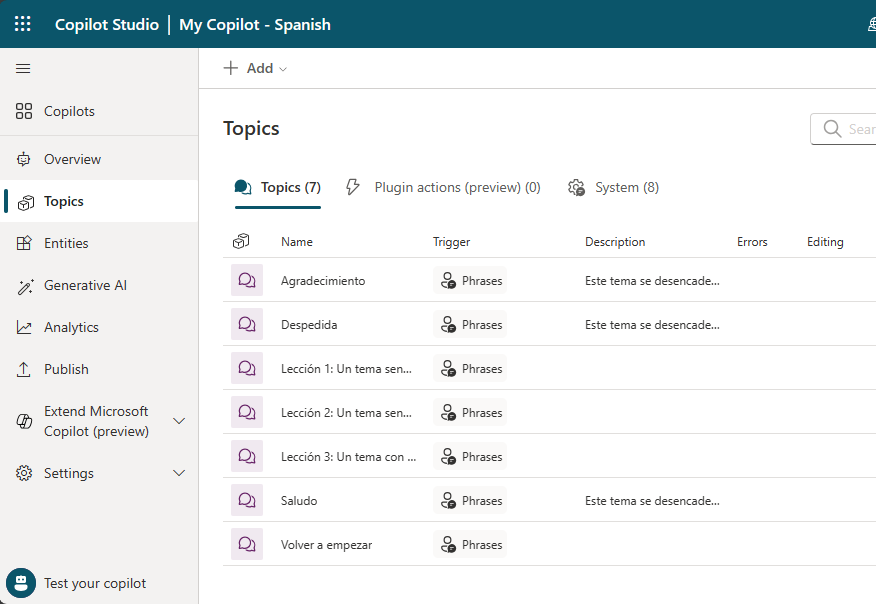 Copilot Studio | My Copilot - Spanish
Add
Copilots
Overview
Topics
Entities
Generative AI
Analytics
Publish
Extend Microsoft
Copilot (preview)
Settings
Test your copilot
Topics
Topics (7) Plugin actions (preview) (0) System (8)
Name Trigger Description Errors Editing
Agradecimiento Phrases Este tema se desencade...
Despedida Phrases Este tema se desencade...
Lección 1: Un tema sen... Phrases
Lección 2: Un tema sen... Phrases
Lección 3: Un tema con ... Phrases
Saludo Phrases Este tema se desencade...
Volver a empezar Phrases